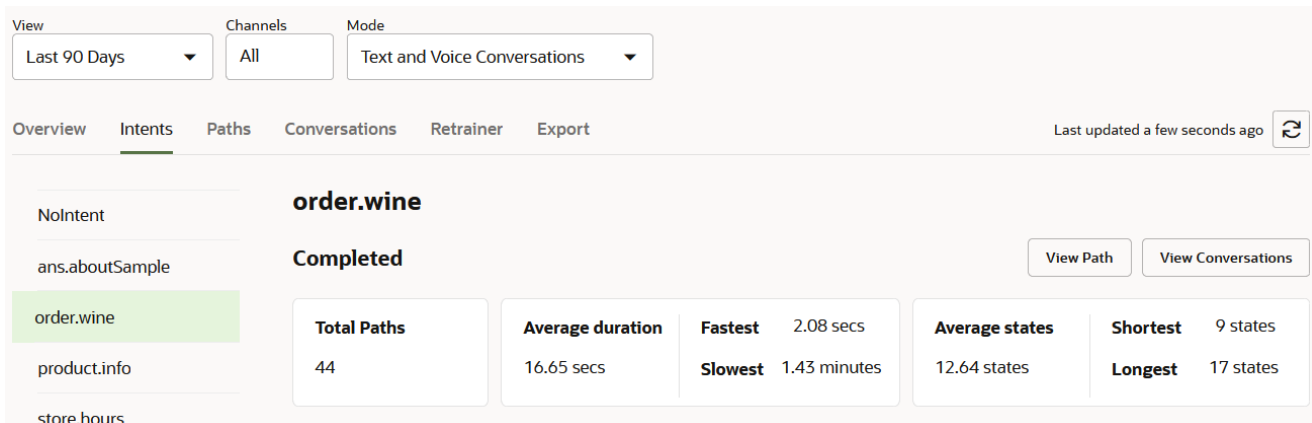 View Channels Mode
Last 90 Days All Text and Voice Conversations
Overview Intents Paths Conversations Retrainer Export Last updated a few seconds ago
order.wine
NoIntent
Completed View Path View Conversations
ans.aboutSample
order.wine
Total Paths Average duration Fastest 2.08 secs Average states Shortest 9 states
44 16.65 secs Slowest 1.43 minutes 12.64 states Longest 17 states
product.info
store.hours